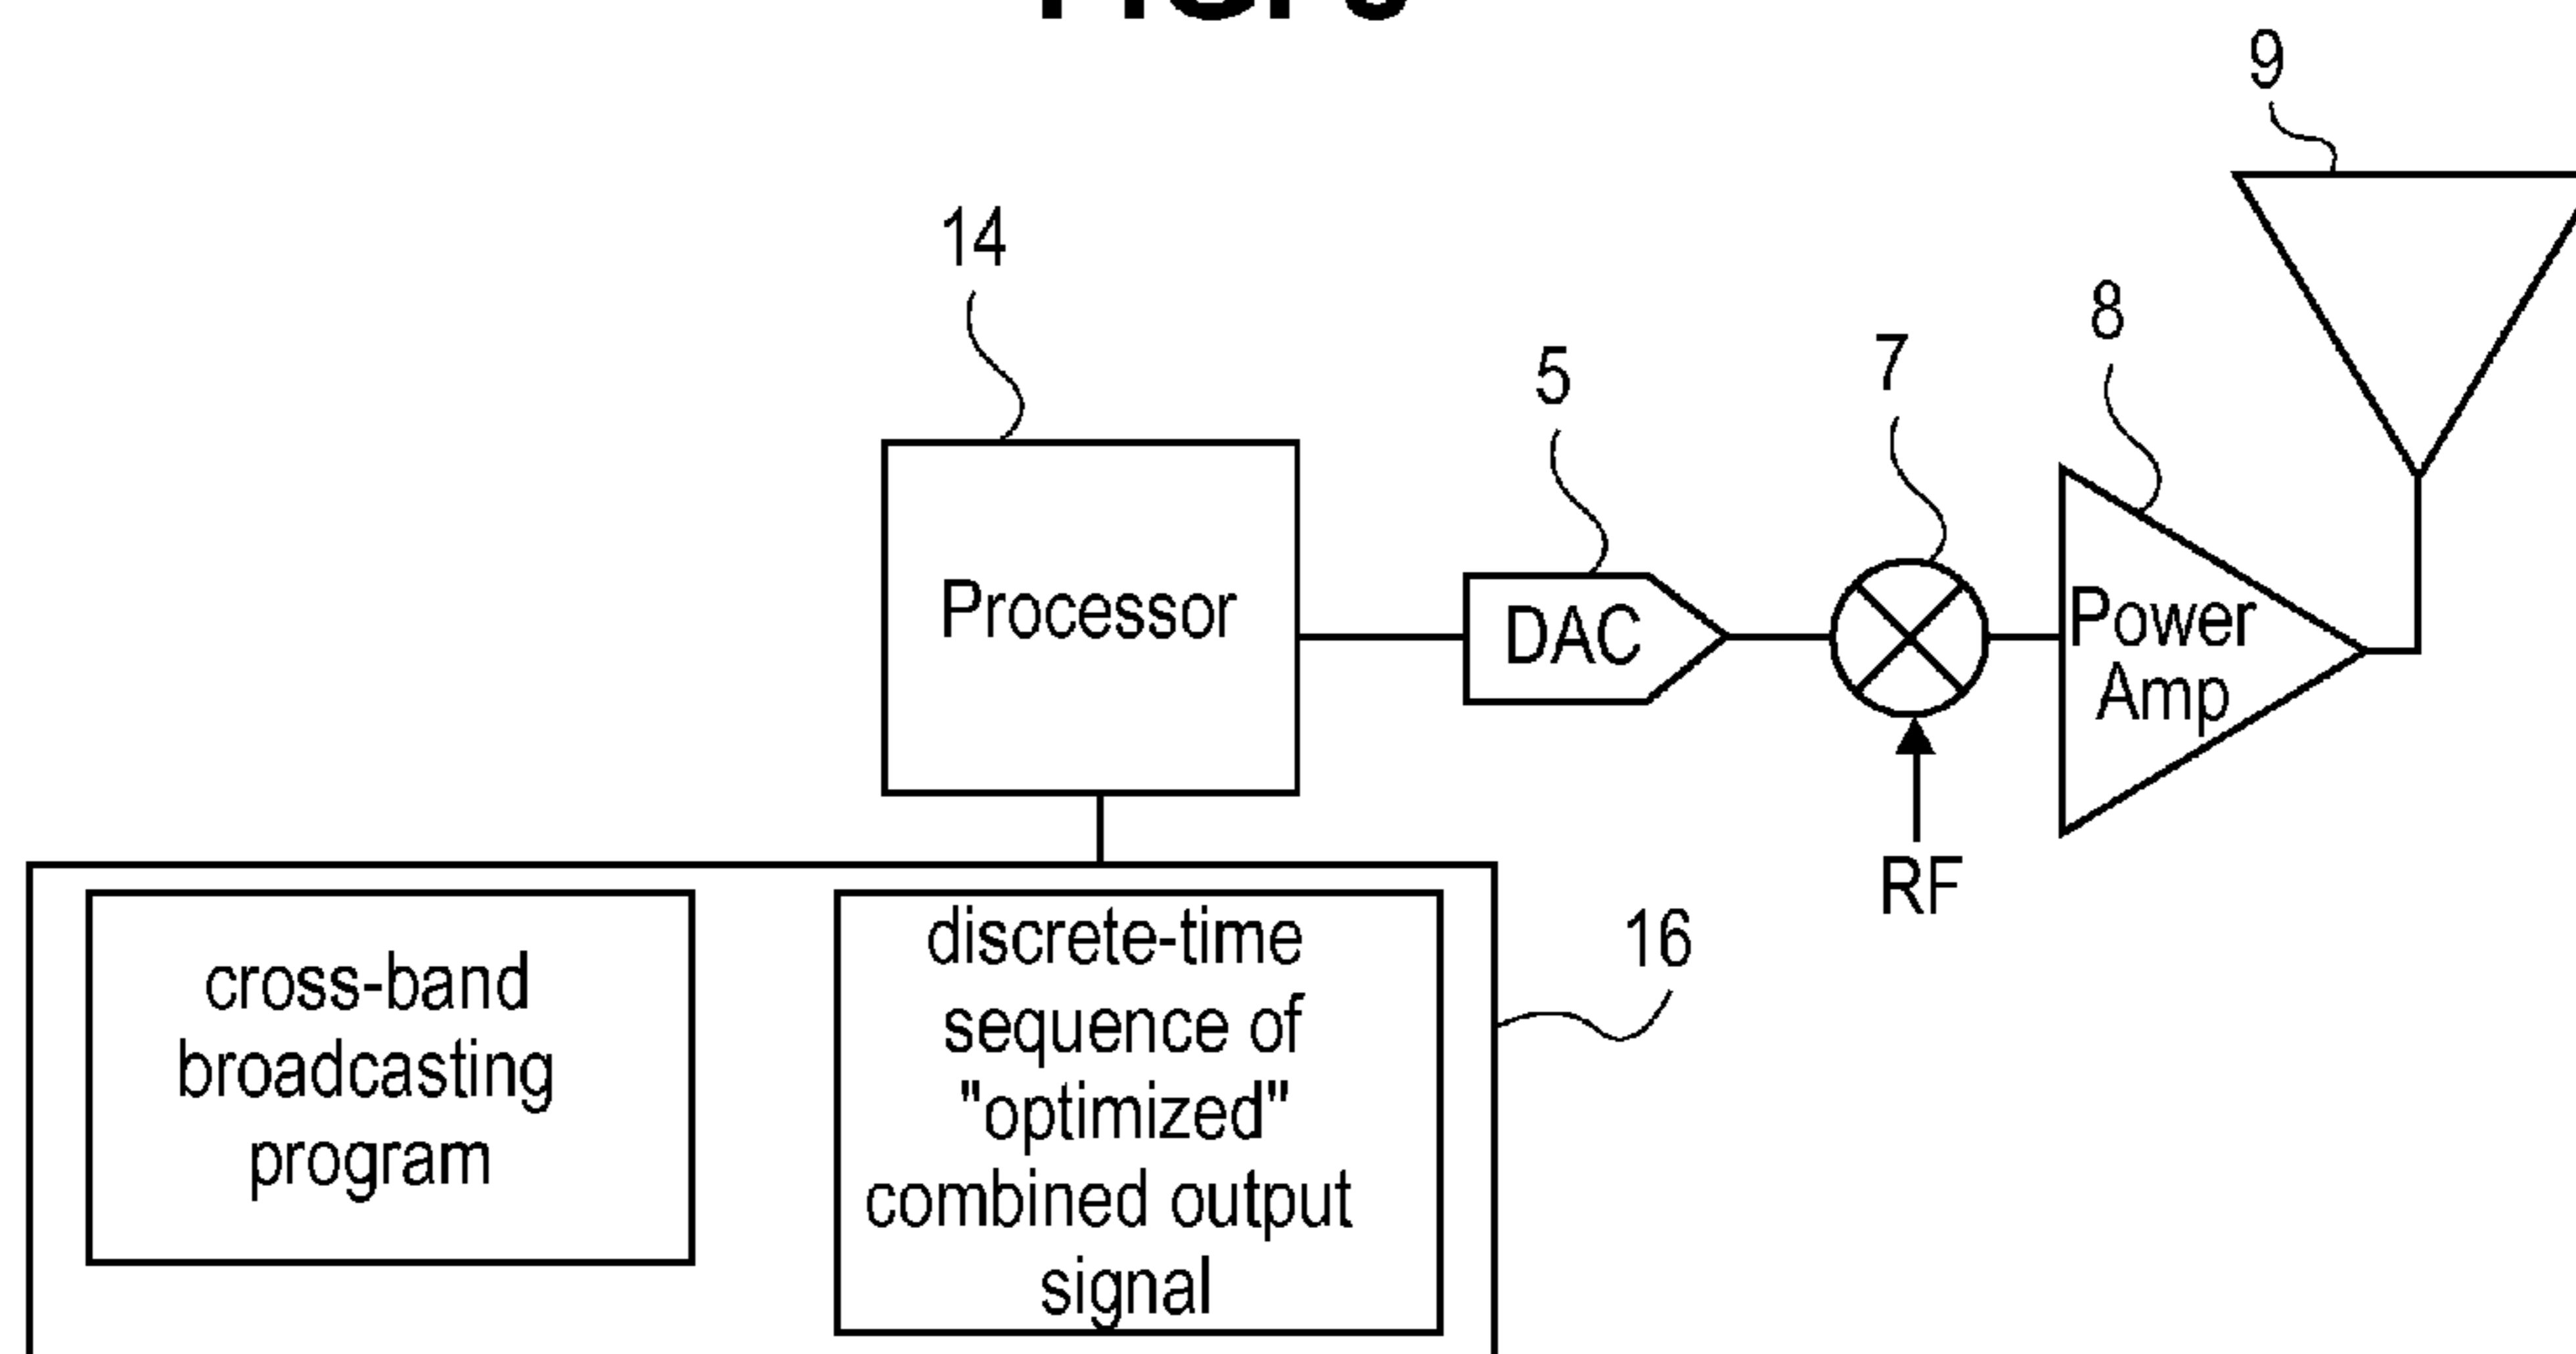 9
14
8
7
5
Processor
DAC
Power
Amp
RF
16
cross-band
broadcasting
program
discrete-time
sequence of
"optimized"
combined output
signal